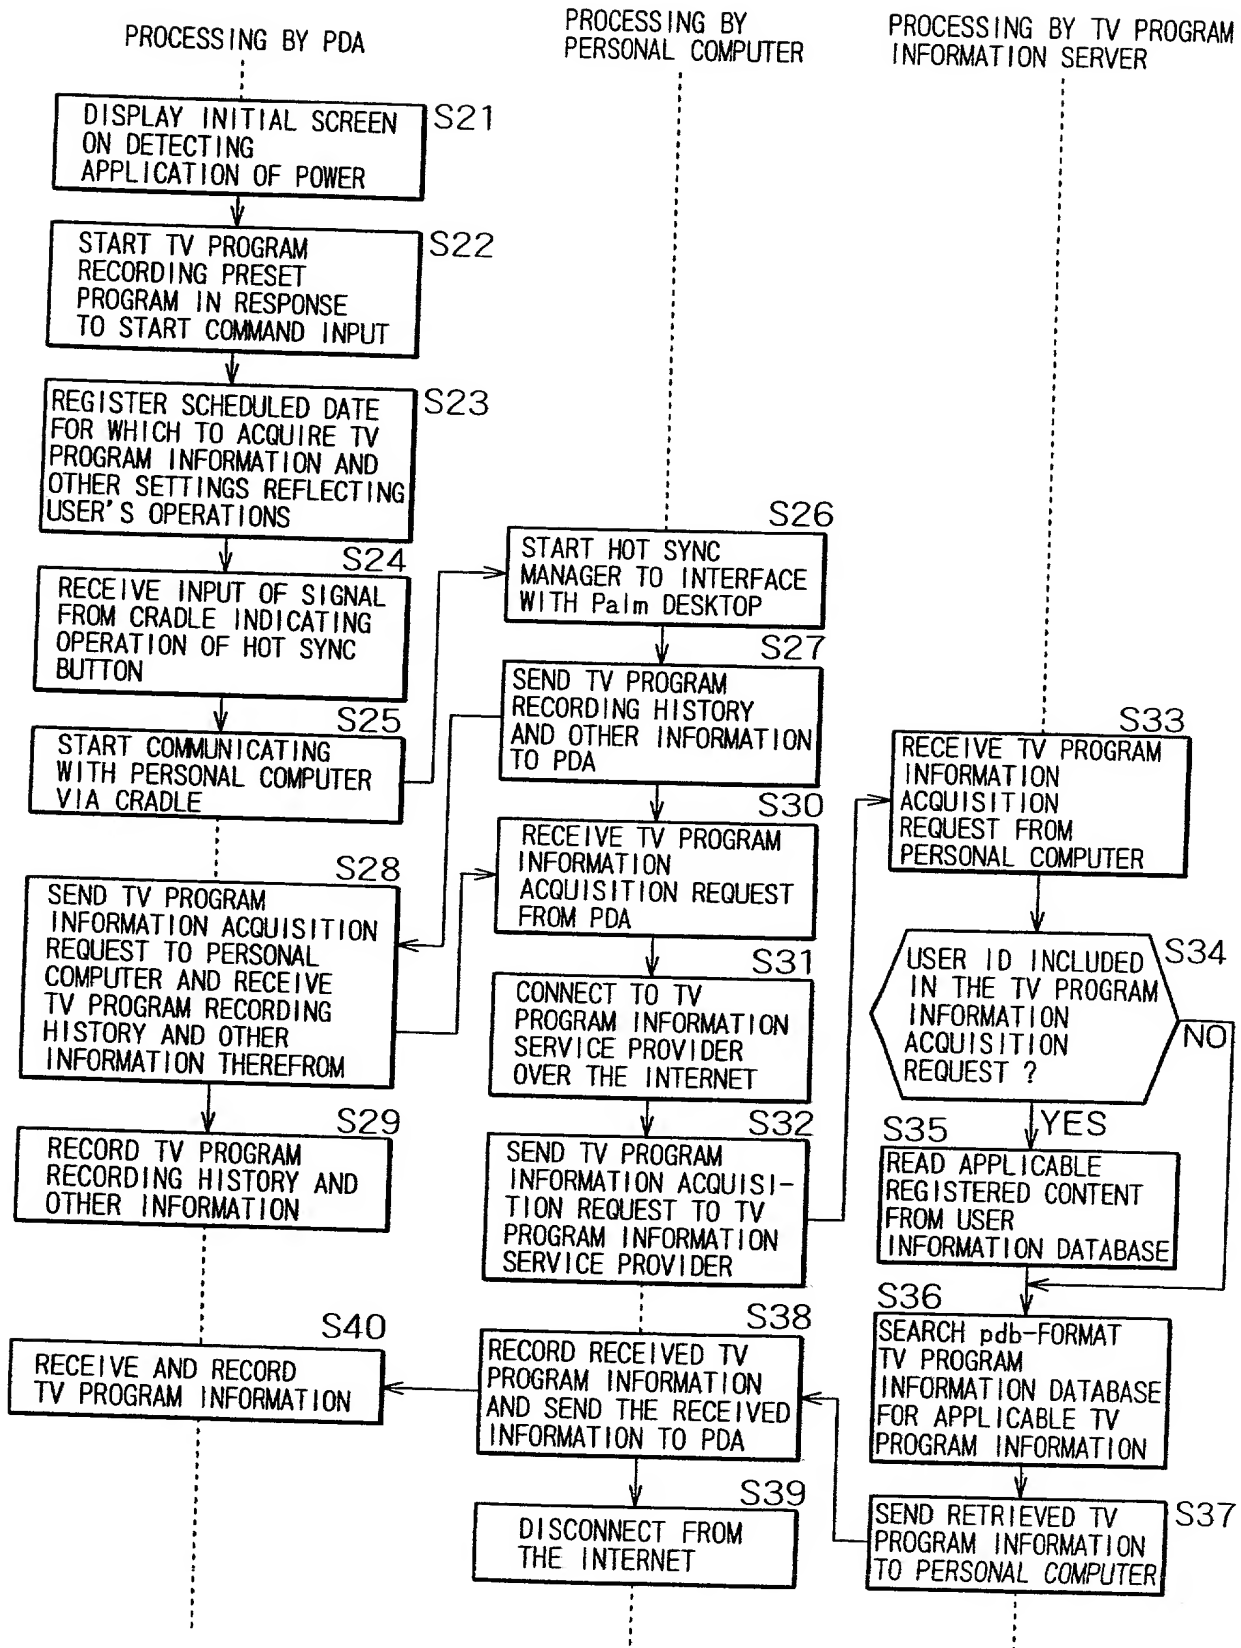 PROCESSING BY PDA
PROCESSING BY
PERSONAL COMPUTER
PROCESSING BY TV PROGRAM
INFORMATION SERVER
S21
DISPLAY INITIAL SCREEN
ON DETECTING
APPLICATION OF POWER
S22
START TV PROGRAM
RECORDING PRESET
PROGRAM IN RESPONSE
TO START COMMAND INPUT
S23
REGISTER SCHEDULED DATE
FOR WHICH TO ACQUIRE TV
PROGRAM INFORMATION AND
OTHER SETTINGS REFLECTING
USER'S OPERATIONS
S24
RECEIVE INPUT OF SIGNAL
FROM CRADLE INDICATING
OPERATION OF HOT SYNC
BUTTON
S25
START COMMUNICATING
WITH PERSONAL COMPUTER
VIA CRADLE
S26
START HOT SYNC
MANAGER TO INTERFACE
WITH Palm DESKTOP
S27
SEND TV PROGRAM
RECORDING HISTORY
AND OTHER INFORMATION
TO PDA
S28
SEND TV PROGRAM
INFORMATION ACQUISITION
REQUEST TO PERSONAL
COMPUTER AND RECEIVE
TV PROGRAM RECORDING
HISTORY AND OTHER
INFORMATION THEREFROM
S29
RECORD TV PROGRAM
RECORDING HISTORY AND
OTHER INFORMATION
S30
RECEIVE TV PROGRAM
INFORMATION
ACQUISITION REQUEST
FROM PDA
S31
CONNECT TO TV
PROGRAM INFORMATION
SERVICE PROVIDER
OVER THE INTERNET
S32
SEND TV PROGRAM
INFORMATION ACQUISI-
TION REQUEST TO TV
PROGRAM INFORMATION
SERVICE PROVIDER
S33
RECEIVE TV PROGRAM
INFORMATION
ACQUISITION
REQUEST FROM
PERSONAL COMPUTER
S34
USER ID INCLUDED
IN THE TV PROGRAM
INFORMATION
ACQUISITION
REQUEST ?
NO
YES
S35
READ APPLICABLE
REGISTERED CONTENT
FROM USER
INFORMATION DATABASE
S36
SEARCH pdb-FORMAT
TV PROGRAM
INFORMATION DATABASE
FOR APPLICABLE TV
PROGRAM INFORMATION
S37
SEND RETRIEVED TV
PROGRAM INFORMATION
TO PERSONAL COMPUTER
S38
RECORD RECEIVED TV
PROGRAM INFORMATION
AND SEND THE RECEIVED
INFORMATION TO PDA
S39
DISCONNECT FROM
THE INTERNET
S40
RECEIVE AND RECORD
TV PROGRAM INFORMATION